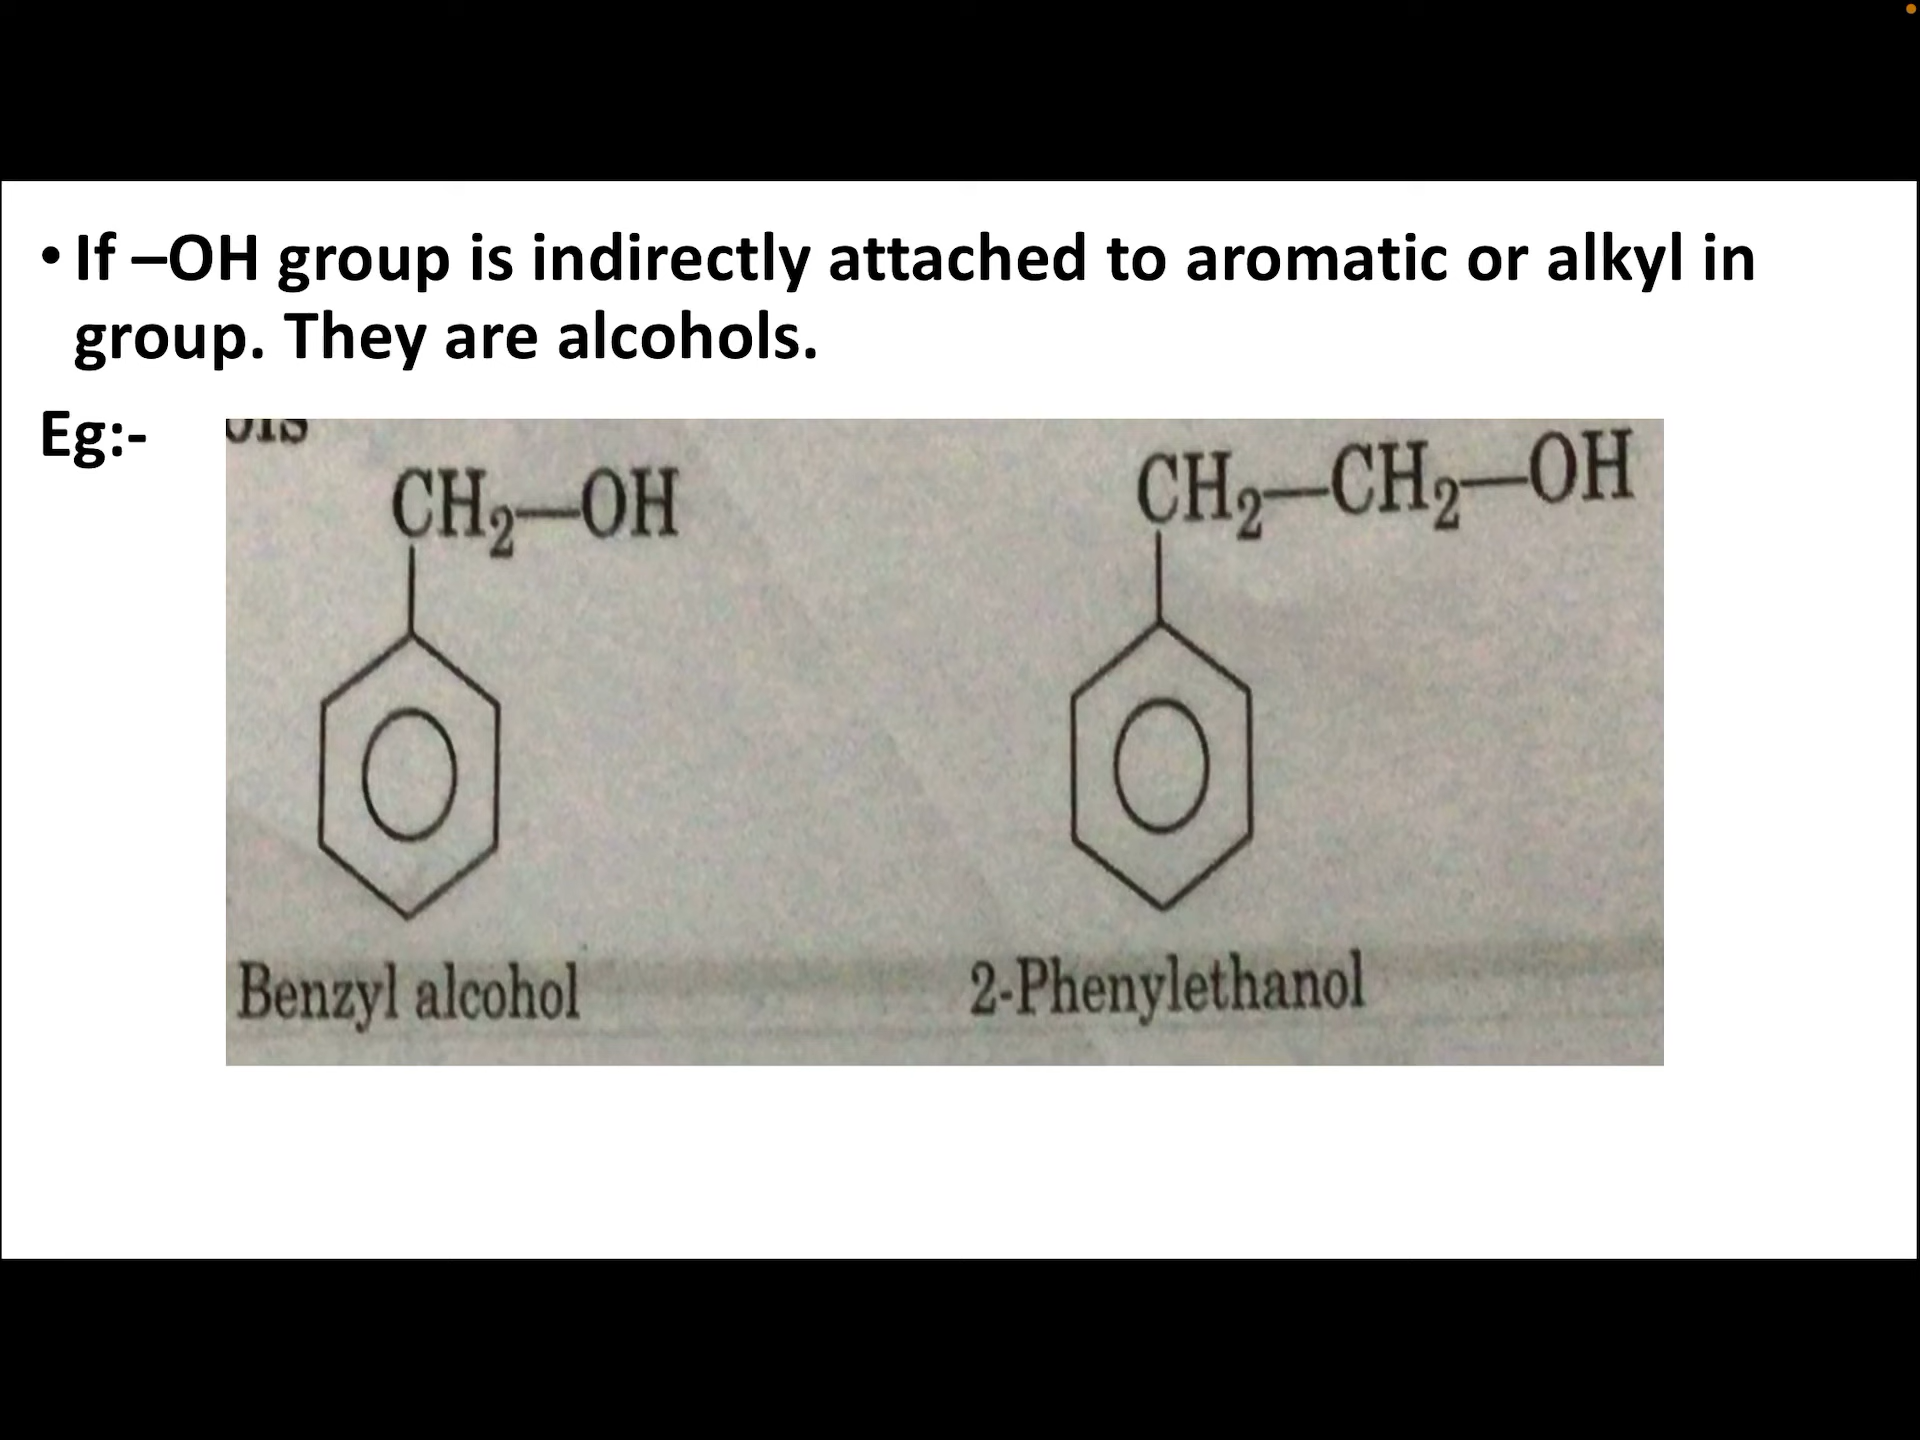 • If –OH group is indirectly attached to aromatic or alkyl in
group. They are alcohols.
Eg:-
CH₂—OH
CH₂—CH₂—OH
Benzyl alcohol
2-Phenylethanol